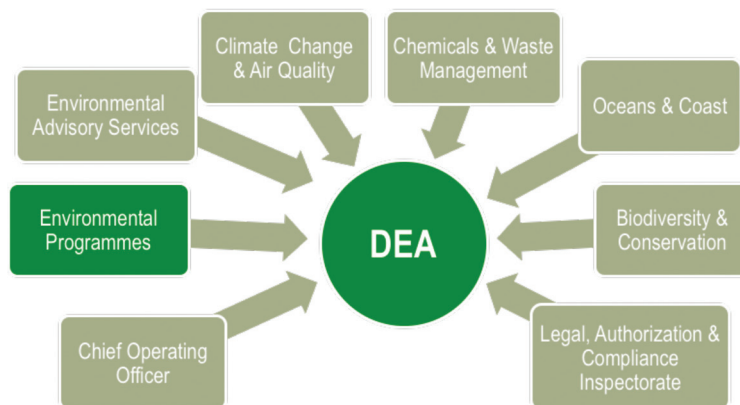 Climate Change
& Air Quality
Chemicals & Waste
Management
Environmental
Advisory Services
Oceans & Coast
Environmental
Programmes
DEA
Biodiversity &
Conservation
Chief Operating
Officer
Legal, Authorization &
Compliance
Inspectorate